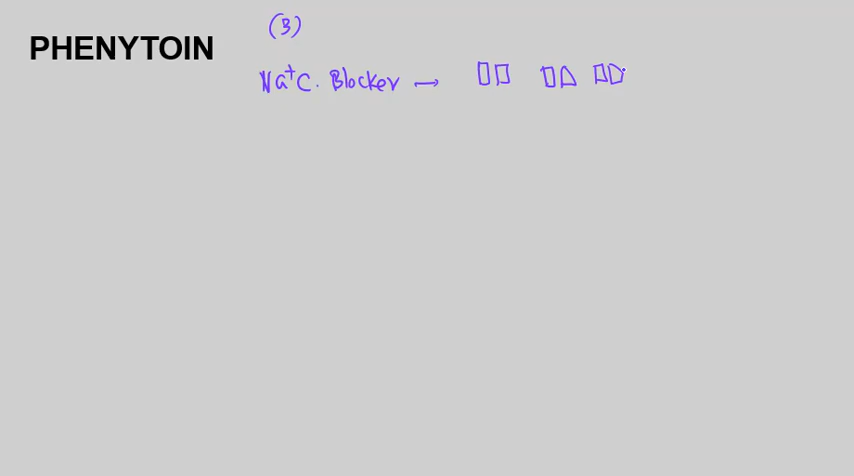 (3)
PHENYTOIN
Na⁺C. Blocker →